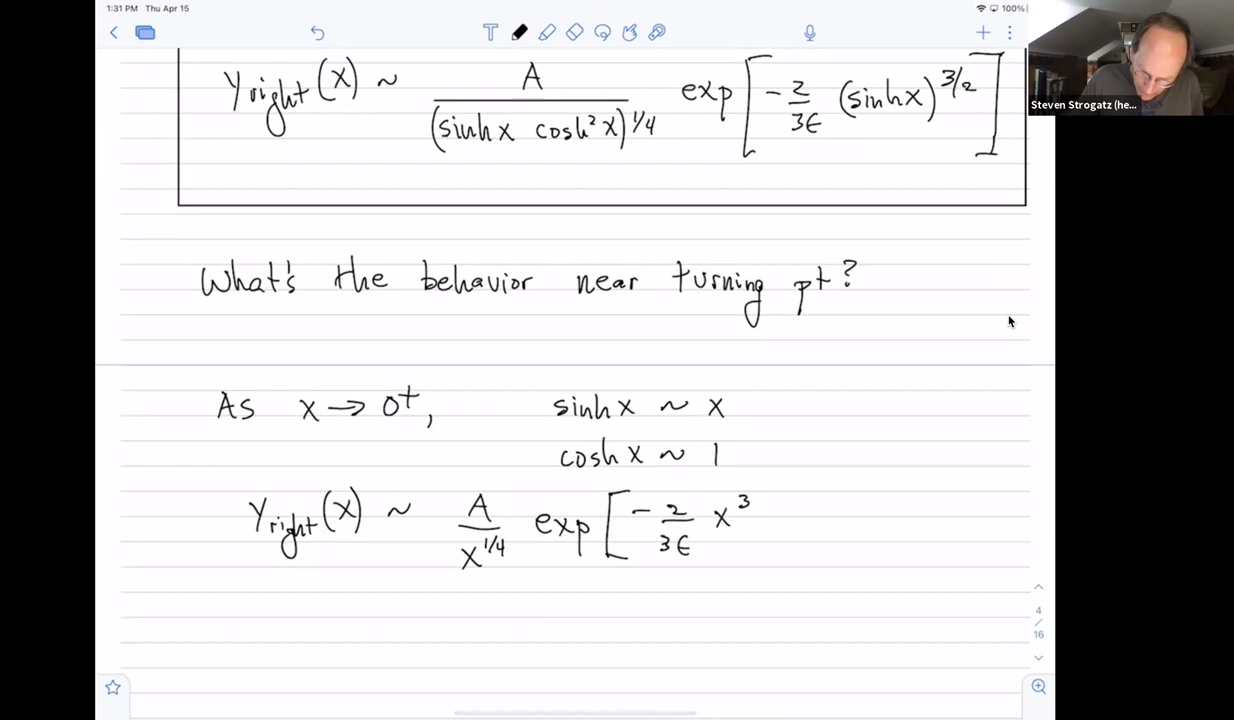 1:31 PM Thu Apr 15
100%
Steven Strogatz (he...
y_right(x) ~ A / (sinh x cosh² x)^1/4 exp[-2/3ϵ (sinh x)^3/2]
What's the behavior near turning pt?
As x → 0+, sinh x ~ x
cosh x ~ 1
y_right(x) ~ A / x^1/4 exp[-2/3ϵ x^3
4
/
16